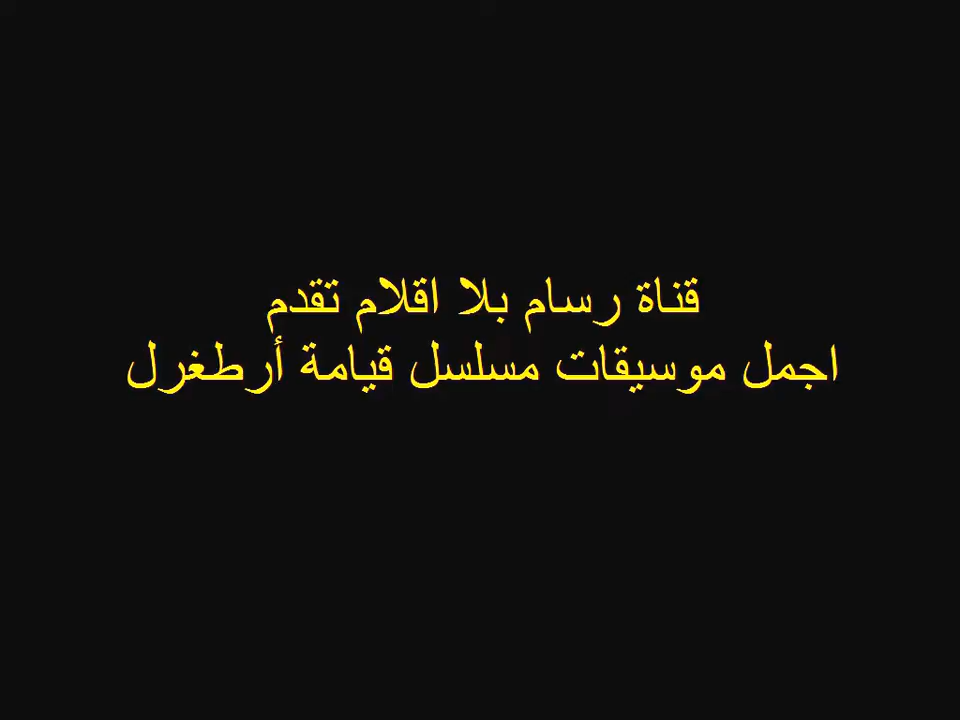 قناة رسام بلا اقلام تقدم
اجمل موسيقات مسلسل قيامة أرطغرل